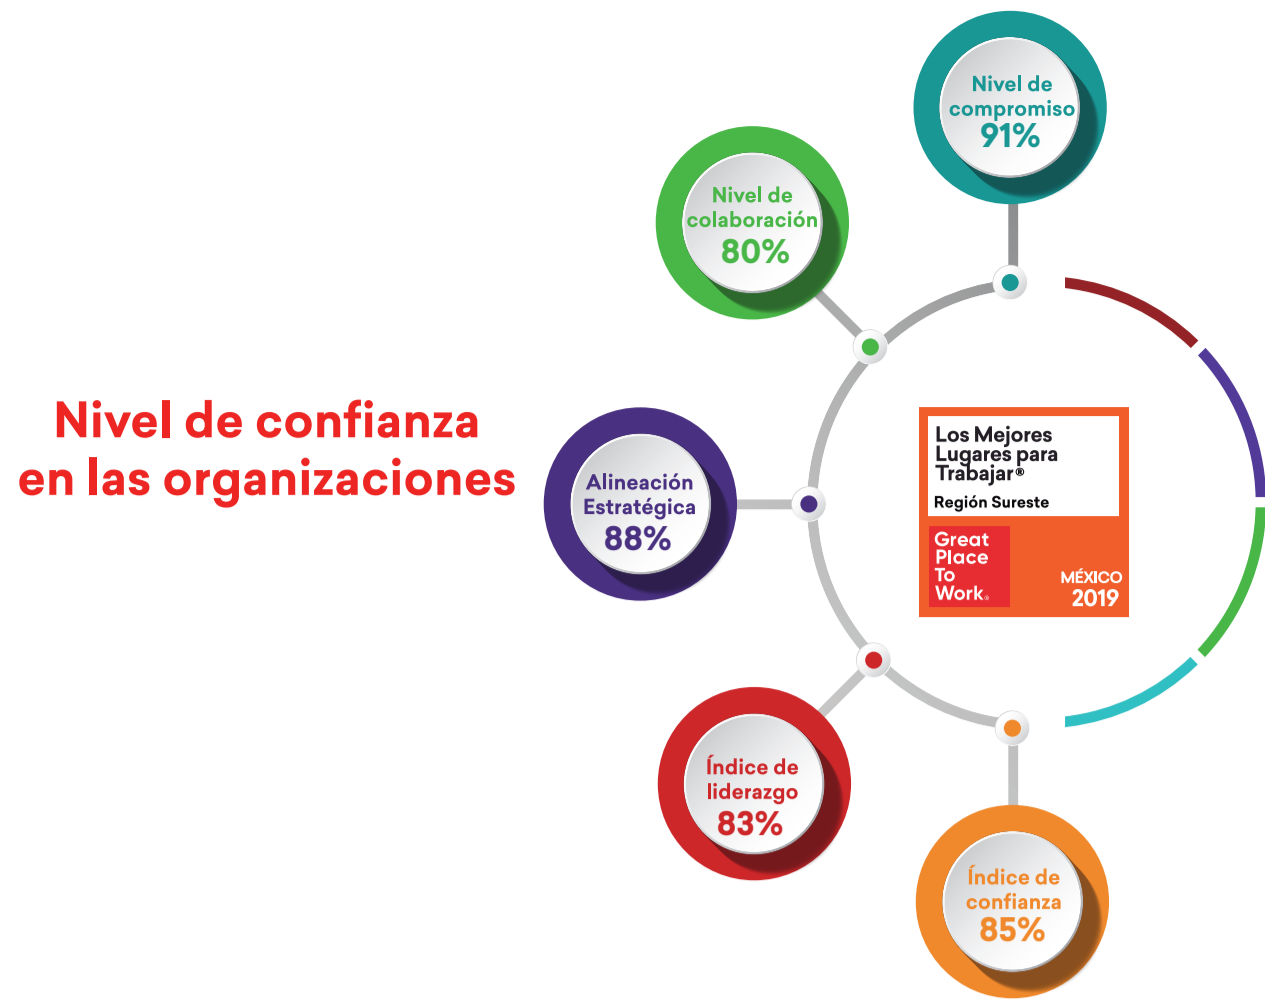 Nivel de confianza
en las organizaciones
Nivel de
compromiso
91%
Nivel de
colaboración
80%
Alineación
Estratégica
88%
Índice de
liderazgo
83%
Índice de
confianza
85%
Los Mejores
Lugares para
Trabajar®
Región Sureste
Great
Place
To
Work®
MÉXICO
2019